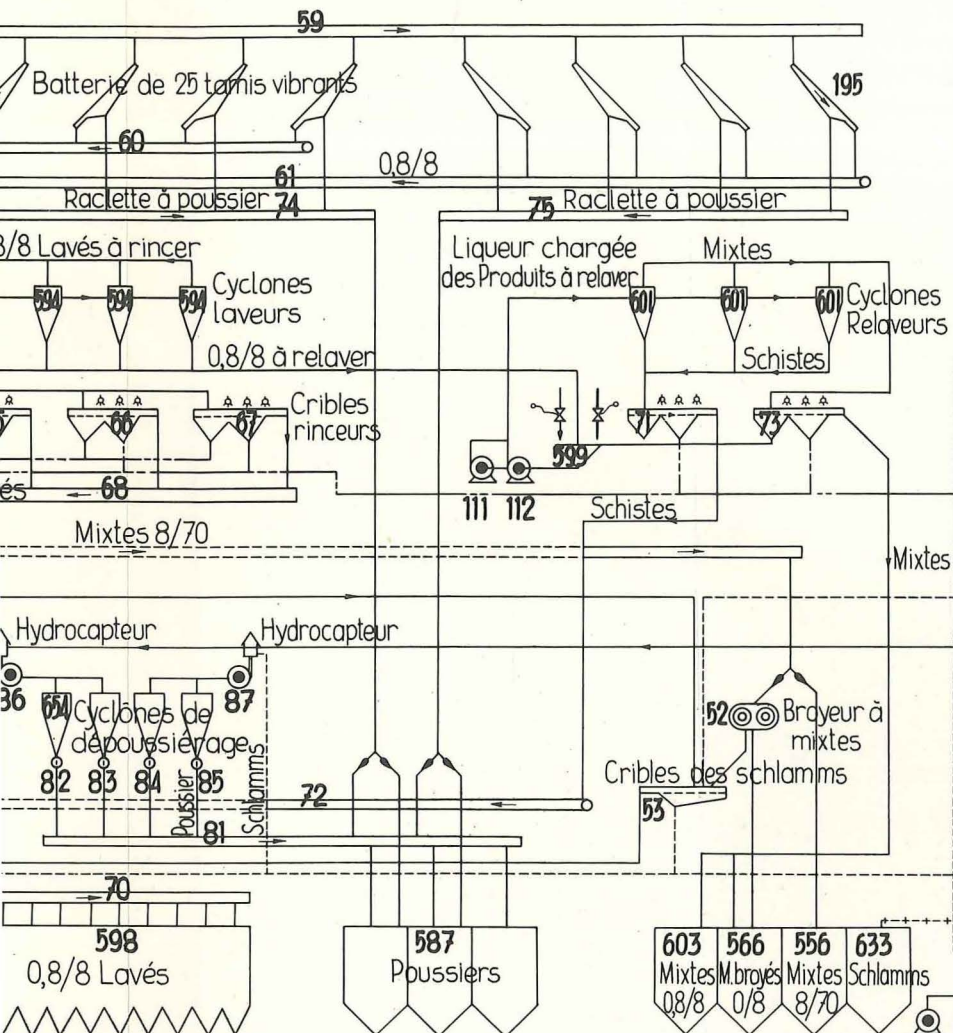 59
Batterie de 25 tamis vibrants
195
60
0,8/8
61
Raclette à poussier
74
75
Raclette à poussier
8/8 Lavés à rincer
Liqueur chargée
des Produits à relaver
Mixtes
594
594
594
Cyclones
laveurs
601
601
601
Cyclones
Relaveurs
0,8/8 à relaver
Schistes
66
67
Cribles
rinceurs
71
73
599
68
111
112
Schistes
Mixtes 8/70
Mixtes
Hydrocapteur
Hydrocapteur
86
87
654
Cyclônes de
dépoussiérage
52
Broyeur à
mixtes
82
83
84
85
Poussier
Schlamms
Cribles des schlamms
72
53
81
70
598
0,8/8 Lavés
587
Poussiers
603
Mixtes
0,8/8
566
M.broyés
0/8
556
Mixtes
8/70
633
Schlamms